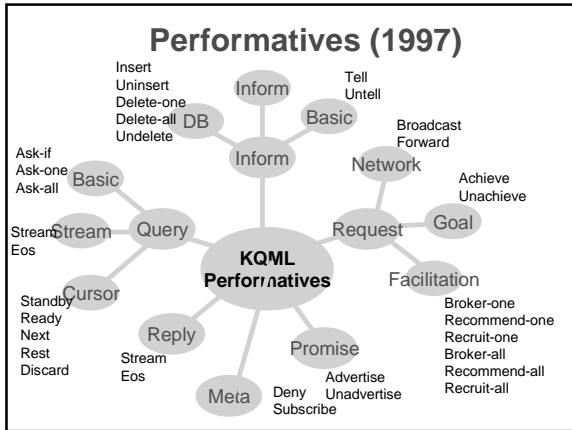 Performatives (1997)
Insert
Uninsert
Delete-one
Delete-all
Undelete
DB
Inform
Tell
Untell
Basic
Inform
Broadcast
Forward
Network
Ask-if
Ask-one
Ask-all
Basic
Achieve
Unachieve
Goal
Stream
Eos
Stream
Query
Request
KQML
Performatives
Cursor
Facilitation
Standby
Ready
Next
Rest
Discard
Broker-one
Recommend-one
Recruit-one
Broker-all
Recommend-all
Recruit-all
Reply
Stream
Eos
Promise
Advertise
Unadvertise
Meta
Deny
Subscribe